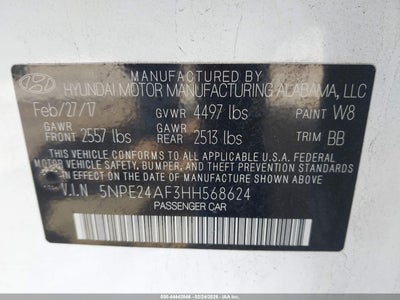 MANUFACTURED BY
HYUNDAI MOTOR MANUFACTURING ALABAMA, LLC
Feb/27/17 GVWR 4497 lbs PAINT W8
GAWR FRONT 2557 lbs GAWR REAR 2513 lbs TRIM BB
THIS VEHICLE CONFORMS TO ALL APPLICABLE U.S. FEDERAL
MOTOR VEHICLE SAFETY, BUMPER, AND THEFT PREVENTION
STANDARDS IN EFFECT ON THE DATE OF MANUFACTURE
V.I.N 5NPE24AF3HH568624
PASSENGER CAR